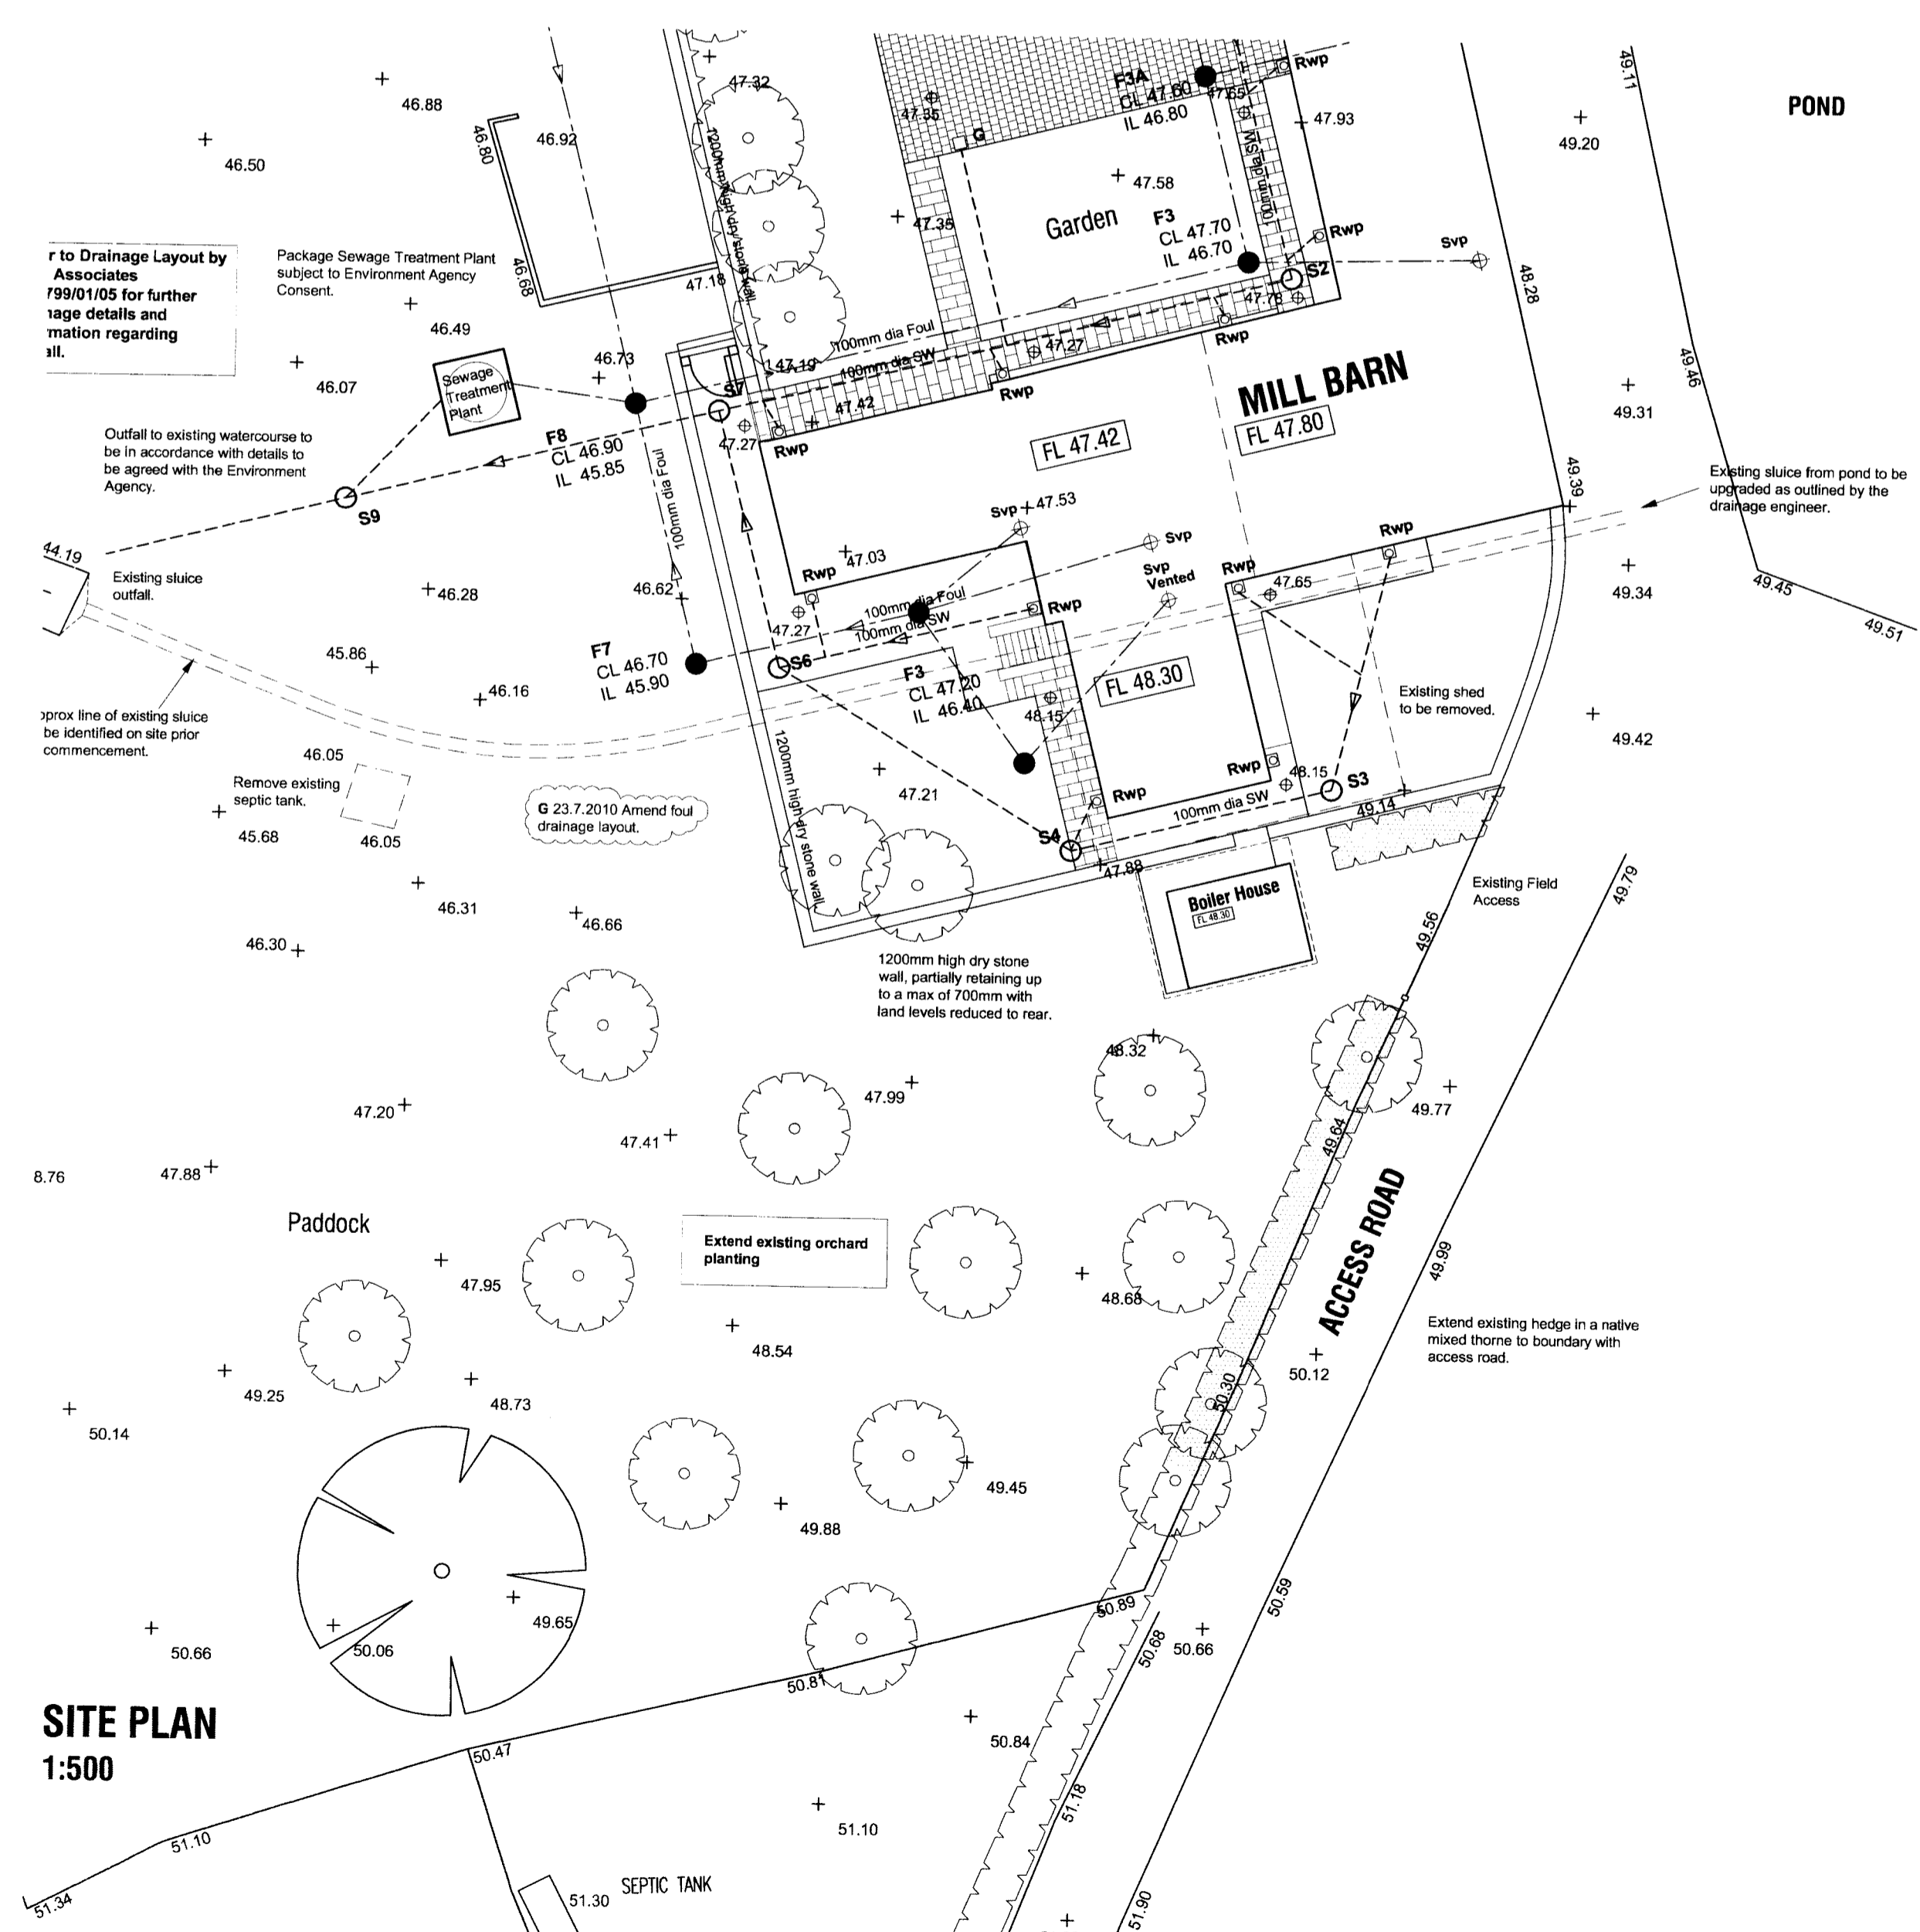 46.88
46.50
46.80
46.92
46.68
47.32
1200mm high dry stone wall
47.35
G
F3A
CL 47.60
IL 46.80
47.65
Rwp
47.93
49.11
49.20
POND
47.58
Garden
47.35
F3
CL 47.70
IL 46.70
100mm dia SW
Rwp
S2
Svp
47.78
48.28
r to Drainage Layout by
Associates
799/01/05 for further
nage details and
rmation regarding
all.
Package Sewage Treatment Plant
subject to Environment Agency
Consent.
46.49
46.07
46.73
47.16
47.19
100mm dia Foul
100mm dia SW
47.27
Rwp
Rwp
47.42
S7
47.27
Rwp
Sewage
Treatment
Plant
MILL BARN
FL 47.80
FL 47.42
49.46
49.31
49.39
Existing sluice from pond to be
upgraded as outlined by the
drainage engineer.
Outfall to existing watercourse to
be in accordance with details to
be agreed with the Environment
Agency.
F8
CL 46.90
IL 45.85
S9
100mm dia Foul
Svp
47.53
Svp
Svp
Vented
Rwp
Rwp
47.65
49.34
49.45
49.51
44.19
Existing sluice
outfall.
46.28
46.62
47.03
Rwp
47.27
100mm dia Foul
100mm dia SW
Rwp
S6
F7
CL 46.70
IL 45.90
F3
CL 47.20
IL 46.40
48.15
FL 48.30
45.86
46.16
pprox line of existing sluice
be identified on site prior
commencement.
46.05
Remove existing
septic tank.
45.68
46.05
G 23.7.2010 Amend foul
drainage layout.
1200mm high dry stone wall
47.21
S4
Rwp
Rwp
48.15
S3
100mm dia SW
49.14
47.88
Existing shed
to be removed.
49.42
Boiler House
FL 48.30
Existing Field
Access
49.56
49.79
46.31
46.30
46.66
1200mm high dry stone
wall, partially retaining up
to a max of 700mm with
land levels reduced to rear.
48.32
47.99
47.20
47.41
47.88
8.76
49.77
49.64
Paddock
Extend existing orchard
planting
47.95
48.68
48.54
ACCESS ROAD
49.99
Extend existing hedge in a native
mixed thorne to boundary with
access road.
50.12
50.30
49.25
48.73
50.14
49.45
49.88
49.65
50.06
50.66
50.89
50.59
50.68
50.66
50.81
SITE PLAN
1:500
50.47
50.84
51.18
51.10
51.10
51.34
51.30
SEPTIC TANK
51.90